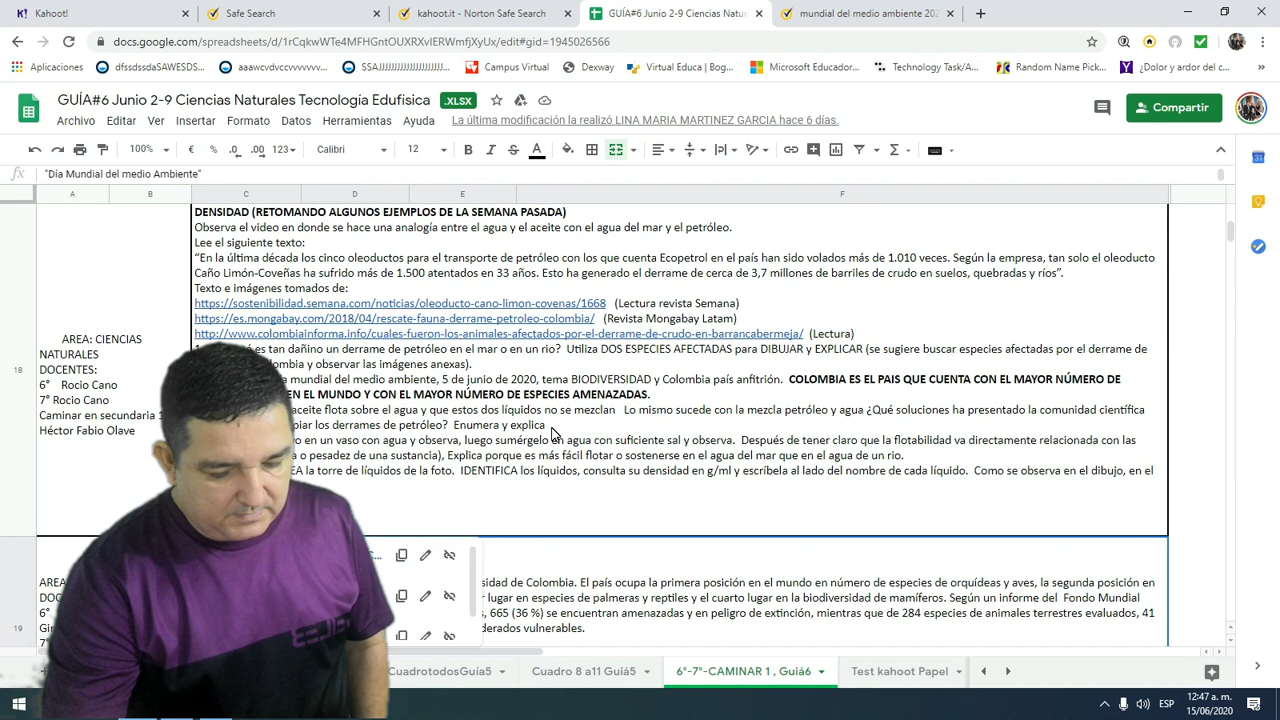 Kahoot!
Safe Search
kahoot.it - Norton Safe Search
GUÍA#6 Junio 2-9 Ciencias Natur
mundial del medio ambiente 202
docs.google.com/spreadsheets/d/1rCqkwWTe4MFHGntOUXRXvIERWmfjXyUx/edit#gid=1945026566
Aplicaciones
dfssdssdaSAWESDS...
aaawcvdvccvvvvvv...
SSAJJJJJJJJJJJJJJJJJ...
Campus Virtual
Dexway
Virtual Educa | Bog...
Microsoft Educador...
Technology Task/A...
Random Name Pick...
¿Dolor y ardor del c...
GUÍA#6 Junio 2-9 Ciencias Naturales Tecnología Edufísica
.XLSX
Compartir
Archivo Editar Ver Insertar Formato Datos Herramientas Ayuda
La última modificación la realizó LINA MARIA MARTINEZ GARCIA hace 6 días.
100% € % .0 .00 123 Calibri 12 B I S A
fx "Día Mundial del medio Ambiente"
A B C D E F
DENSIDAD (RETOMANDO ALGUNOS EJEMPLOS DE LA SEMANA PASADA)
Observa el video en donde se hace una analogía entre el agua y el aceite con el agua del mar y el petróleo.
Lee el siguiente texto:
“En la última década los cinco oleoductos para el transporte de petróleo con los que cuenta Ecopetrol en el país han sido volados más de 1.010 veces. Según la empresa, tan solo el oleoducto
Caño Limón-Coveñas ha sufrido más de 1.500 atentados en 33 años. Esto ha generado el derrame de cerca de 3,7 millones de barriles de crudo en suelos, quebradas y ríos”.
Texto e imágenes tomados de:
https://sostenibilidad.semana.com/noticias/oleoducto-cano-limon-covenas/1668 (Lectura revista Semana)
https://es.mongabay.com/2018/04/rescate-fauna-derrame-petroleo-colombia/ (Revista Mongabay Latam)
http://www.colombiainforma.info/cuales-fueron-los-animales-afectados-por-el-derrame-de-crudo-en-barrancabermeja/ (Lectura)
es tan dañino un derrame de petróleo en el mar o en un rio? Utiliza DOS ESPECIES AFECTADAS para DIBUJAR y EXPLICAR (se sugiere buscar especies afectadas por el derrame de
y observar las imágenes anexas).
mundial del medio ambiente, 5 de junio de 2020, tema BIODIVERSIDAD y Colombia país anfitrión. COLOMBIA ES EL PAIS QUE CUENTA CON EL MAYOR NÚMERO DE
EN EL MUNDO Y CON EL MAYOR NÚMERO DE ESPECIES AMENAZADAS.
aceite flota sobre el agua y que estos dos líquidos no se mezclan Lo mismo sucede con la mezcla petróleo y agua ¿Qué soluciones ha presentado la comunidad científica
los derrames de petróleo? Enumera y explica
en un vaso con agua y observa, luego sumérgelo en agua con suficiente sal y observa. Después de tener claro que la flotabilidad va directamente relacionada con las
o pesadez de una sustancia), Explica porque es más fácil flotar o sostenerse en el agua del mar que en el agua de un rio.
la torre de líquidos de la foto. IDENTIFICA los líquidos, consulta su densidad en g/ml y escríbela al lado del nombre de cada líquido. Como se observa en el dibujo, en el
18
AREA: CIENCIAS
NATURALES
DOCENTES:
6° Rocio Cano
7° Rocio Cano
Caminar en secundaria 1
Héctor Fabio Olave
19
de Colombia. El país ocupa la primera posición en el mundo en número de especies de orquídeas y aves, la segunda posición en
lugar en especies de palmeras y reptiles y el cuarto lugar en la biodiversidad de mamíferos. Según un informe del Fondo Mundial
665 (36 %) se encuentran amenazadas y en peligro de extinción, mientras que de 284 especies de animales terrestres evaluados, 41
vulnerables.
CuadrotodosGuía5
Cuadro 8 a11 Guiá5
6°-7°-CAMINAR 1 , Guiá6
Test kahoot Papel
ESP
12:47 a. m.
15/06/2020